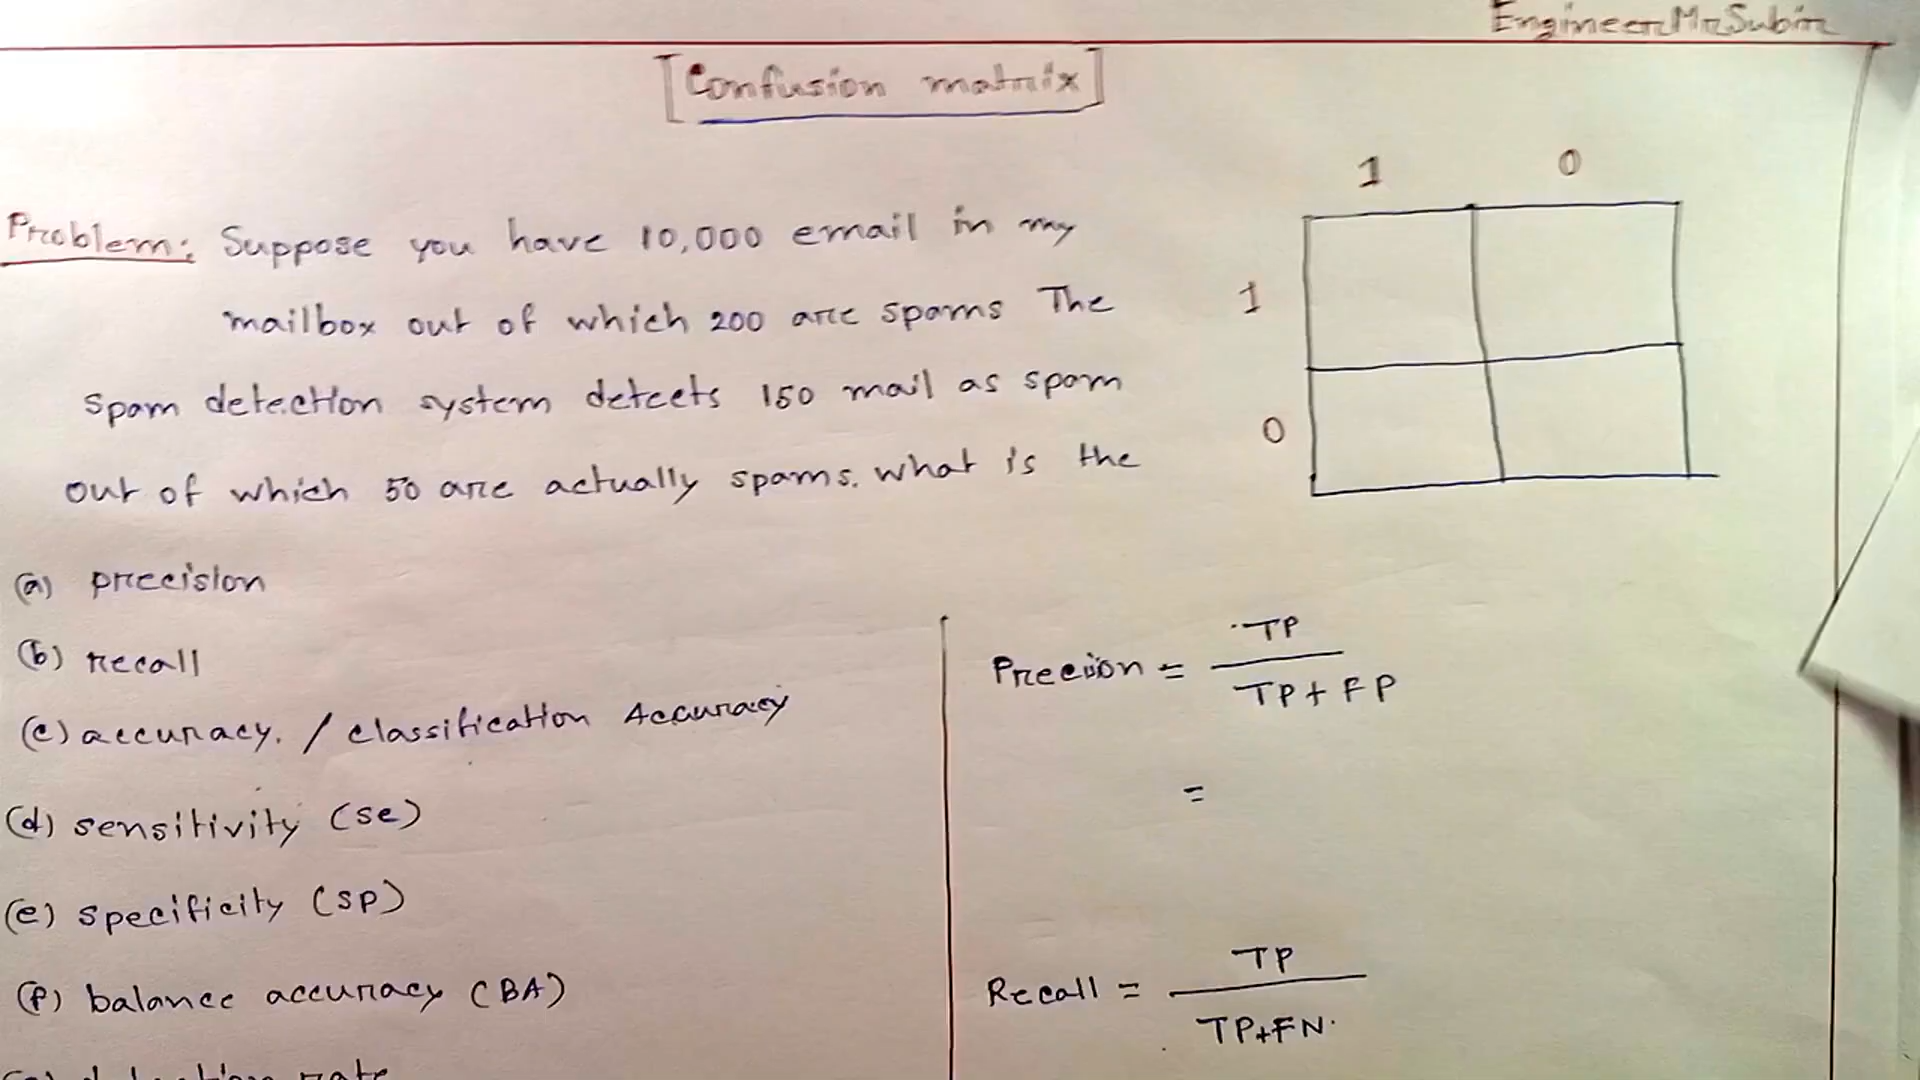 EngineerMrSubir
[Confusion matrix]
1 0
Problem: Suppose you have 10,000 email in my
mailbox out of which 200 are spams The
1
spam detection system detects 150 mail as spam
0
out of which 50 are actually spams. what is the
(a) precision
(b) recall
(c) accuracy. / classification Accuracy
(d) sensitivity (se)
(e) specificity (sp)
(f) balance accuracy (BA)
Precision = TP
TP + FP
=
Recall = TP
TP+FN.
rate